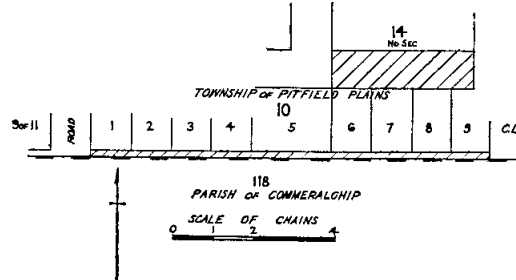 14
NO SEC
TOWNSHIP OF PITFIELD PLAINS
10
9 OF 11 ROAD 1 2 3 4 5 6 7 8 9 C.L
118
PARISH OF COMMERALGHIP
SCALE OF CHAINS
0 1 2 4